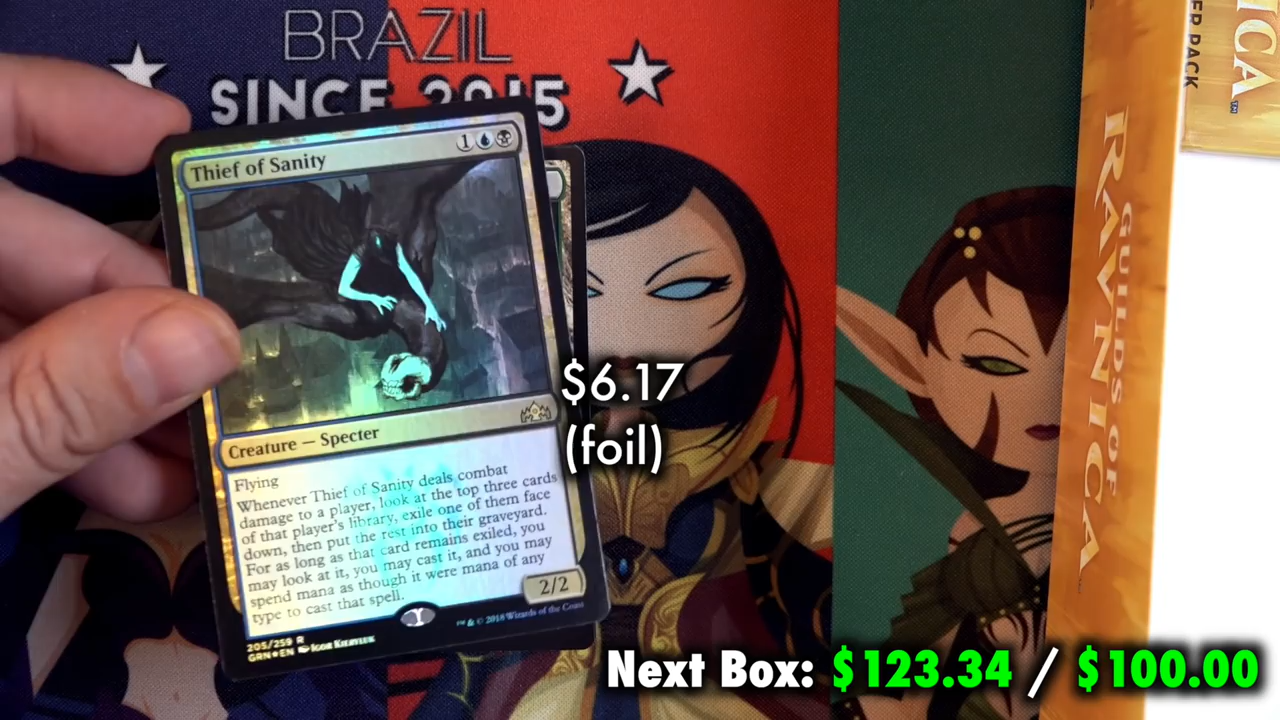 BRAZIL
SINCE 2015
Thief of Sanity
1
Creature — Specter
Flying
Whenever Thief of Sanity deals combat
damage to a player, look at the top three cards
of that player's library, exile one of them face
down, then put the rest into their graveyard.
For as long as that card remains exiled, you
may look at it, you may cast it, and you may
spend mana as though it were mana of any
type to cast that spell.
2/2
205/259 R
GRN★EN Igor Kieryluk
™ & © 2018 Wizards of the Coast
$6.17
(foil)
GUILDS OF
RAVNICA
PACK
Next Box: $123.34 / $100.00